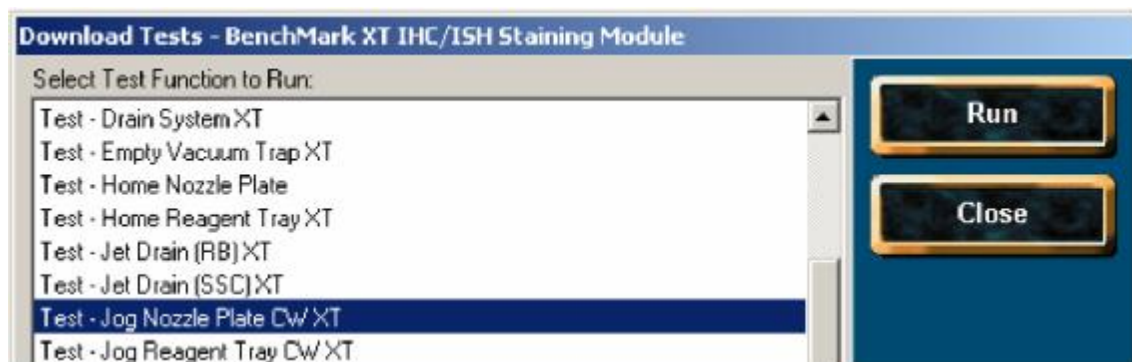 Download Tests - BenchMark XT IHC/ISH Staining Module
Select Test Function to Run:
Test - Drain System XT
Test - Empty Vacuum Trap XT
Test - Home Nozzle Plate
Test - Home Reagent Tray XT
Test - Jet Drain (RB) XT
Test - Jet Drain (SSC) XT
Test - Jog Nozzle Plate CW XT
Test - Jog Reagent Tray CW XT
Run
Close